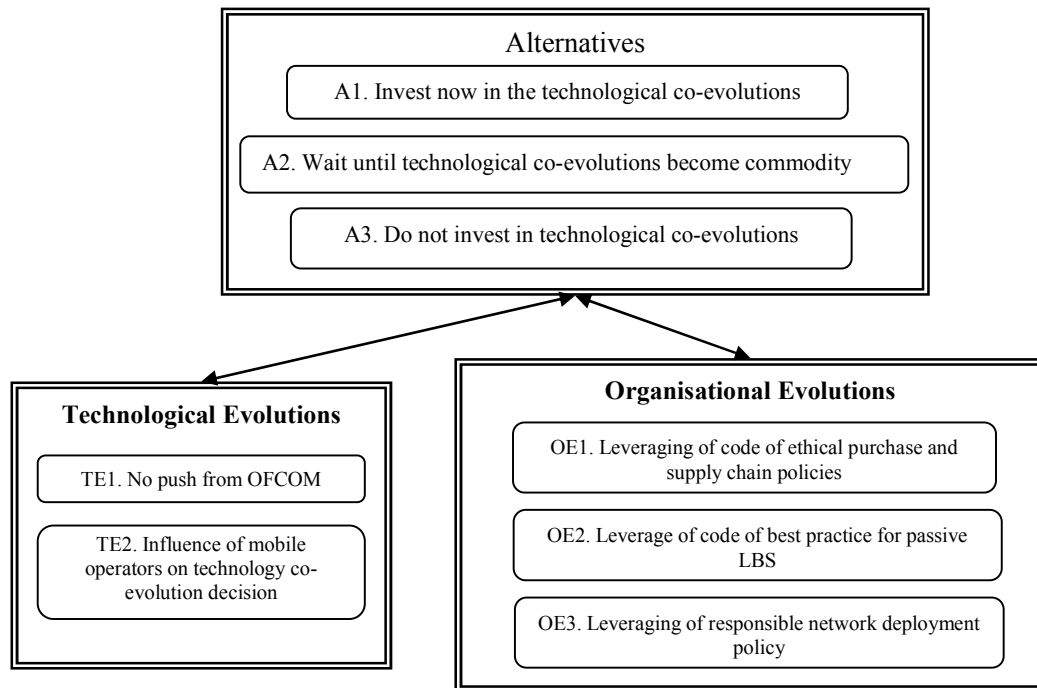 Alternatives
A1. Invest now in the technological co-evolutions
A2. Wait until technological co-evolutions become commodity
A3. Do not invest in technological co-evolutions
Technological Evolutions
TE1. No push from OFCOM
TE2. Influence of mobile
operators on technology co-
evolution decision
Organisational Evolutions
OE1. Leveraging of code of ethical purchase and
supply chain policies
OE2. Leverage of code of best practice for passive
LBS
OE3. Leveraging of responsible network deployment
policy